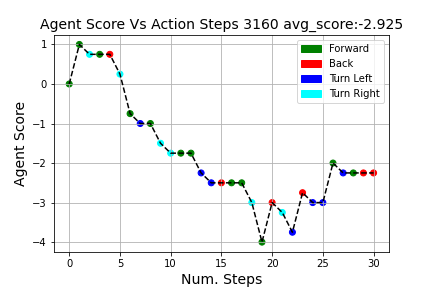 Agent Score Vs Action Steps 3160 avg_score:-2.925
Agent Score
1
0
−1
−2
−3
−4
Forward
Back
Turn Left
Turn Right
0 5 10 15 20 25 30
Num. Steps